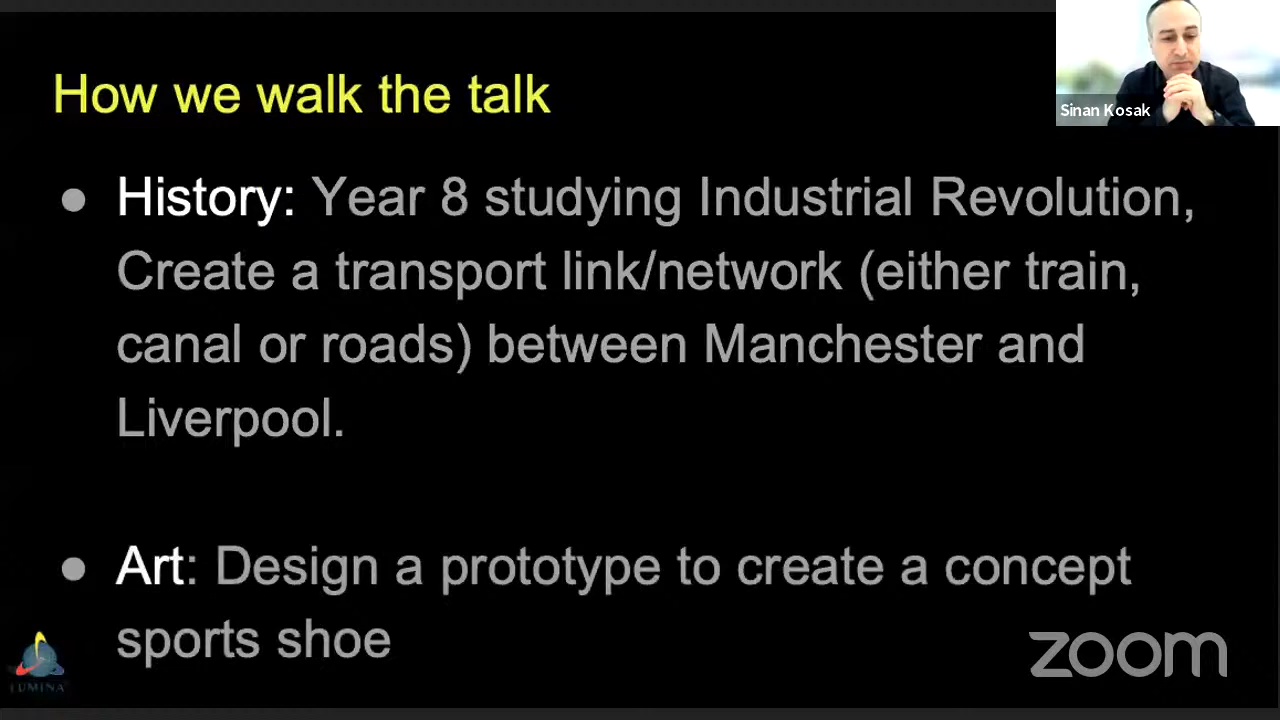 How we walk the talk
Sinan Kosak
● History: Year 8 studying Industrial Revolution,
Create a transport link/network (either train,
canal or roads) between Manchester and
Liverpool.
● Art: Design a prototype to create a concept
sports shoe
LUMINA
zoom